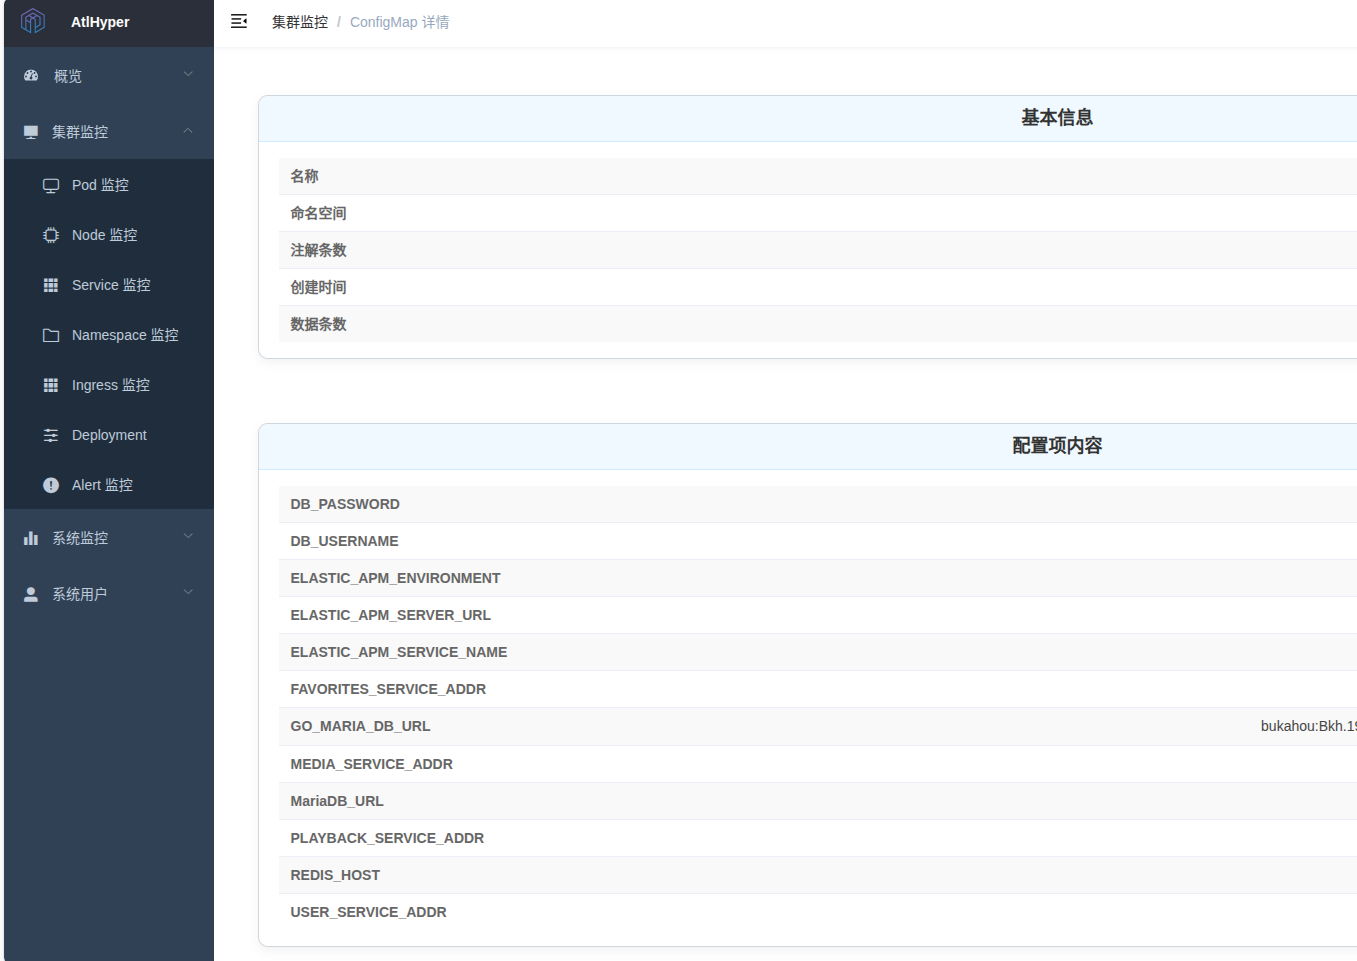 AtlHyper
集群监控 / ConfigMap 详情
概览
集群监控
Pod 监控
Node 监控
Service 监控
Namespace 监控
Ingress 监控
Deployment
Alert 监控
系统监控
系统用户
基本信息
名称
命名空间
注解条数
创建时间
数据条数
配置项内容
DB_PASSWORD
DB_USERNAME
ELASTIC_APM_ENVIRONMENT
ELASTIC_APM_SERVER_URL
ELASTIC_APM_SERVICE_NAME
FAVORITES_SERVICE_ADDR
GO_MARIA_DB_URL bukahou:Bkh.19
MEDIA_SERVICE_ADDR
MariaDB_URL
PLAYBACK_SERVICE_ADDR
REDIS_HOST
USER_SERVICE_ADDR